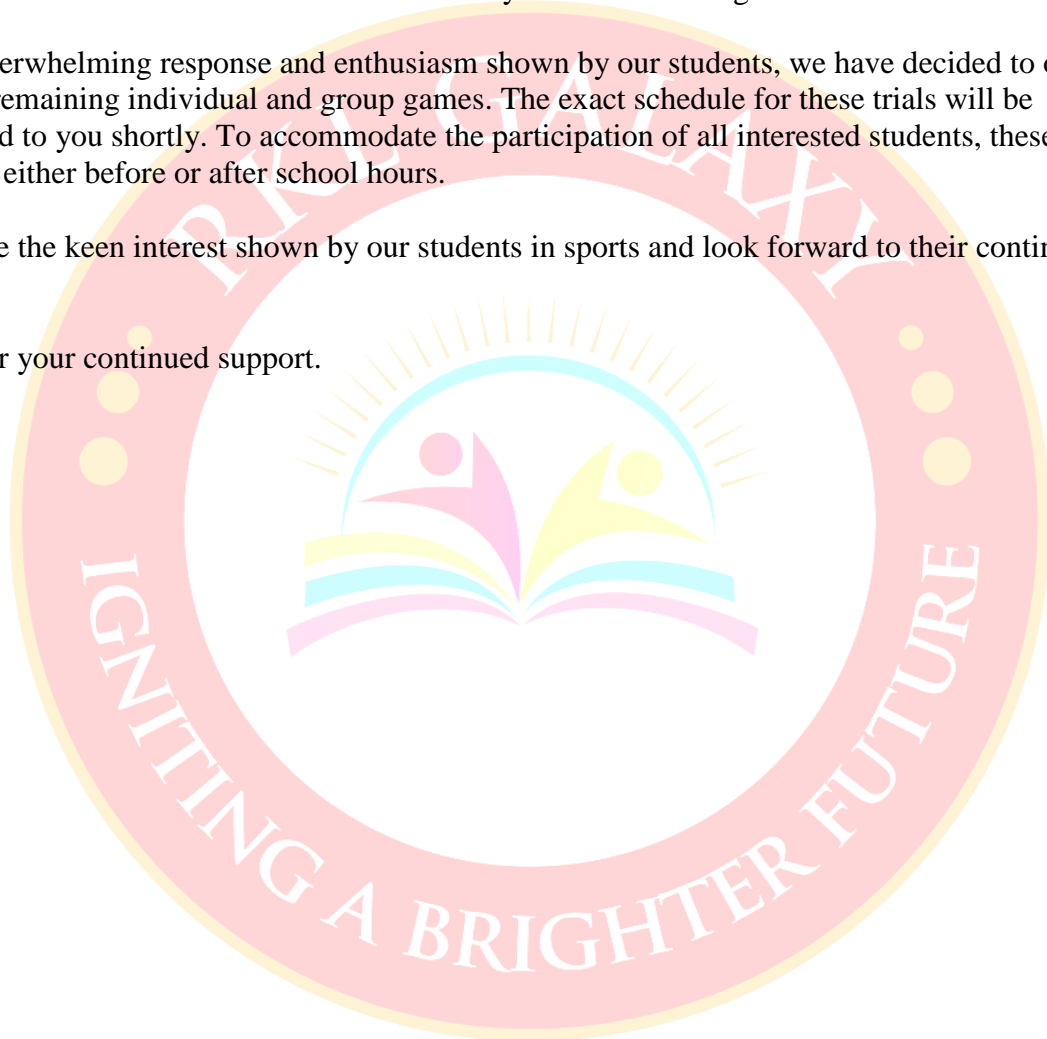 erwhelming response and enthusiasm shown by our students, we have decided to
remaining individual and group games. The exact schedule for these trials will be
d to you shortly. To accommodate the participation of all interested students, these
either before or after school hours.
e the keen interest shown by our students in sports and look forward to their contin
r your continued support.
RKL GALAXY
IGNITING A BRIGHTER FUTURE